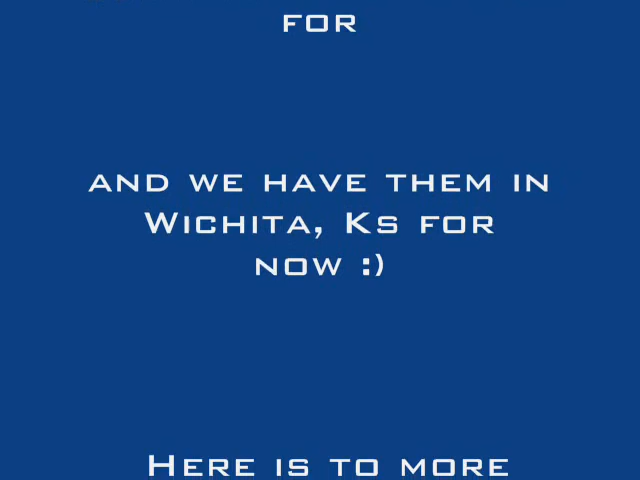 FOR
AND WE HAVE THEM IN
WICHITA, KS FOR
NOW :)
HERE IS TO MORE